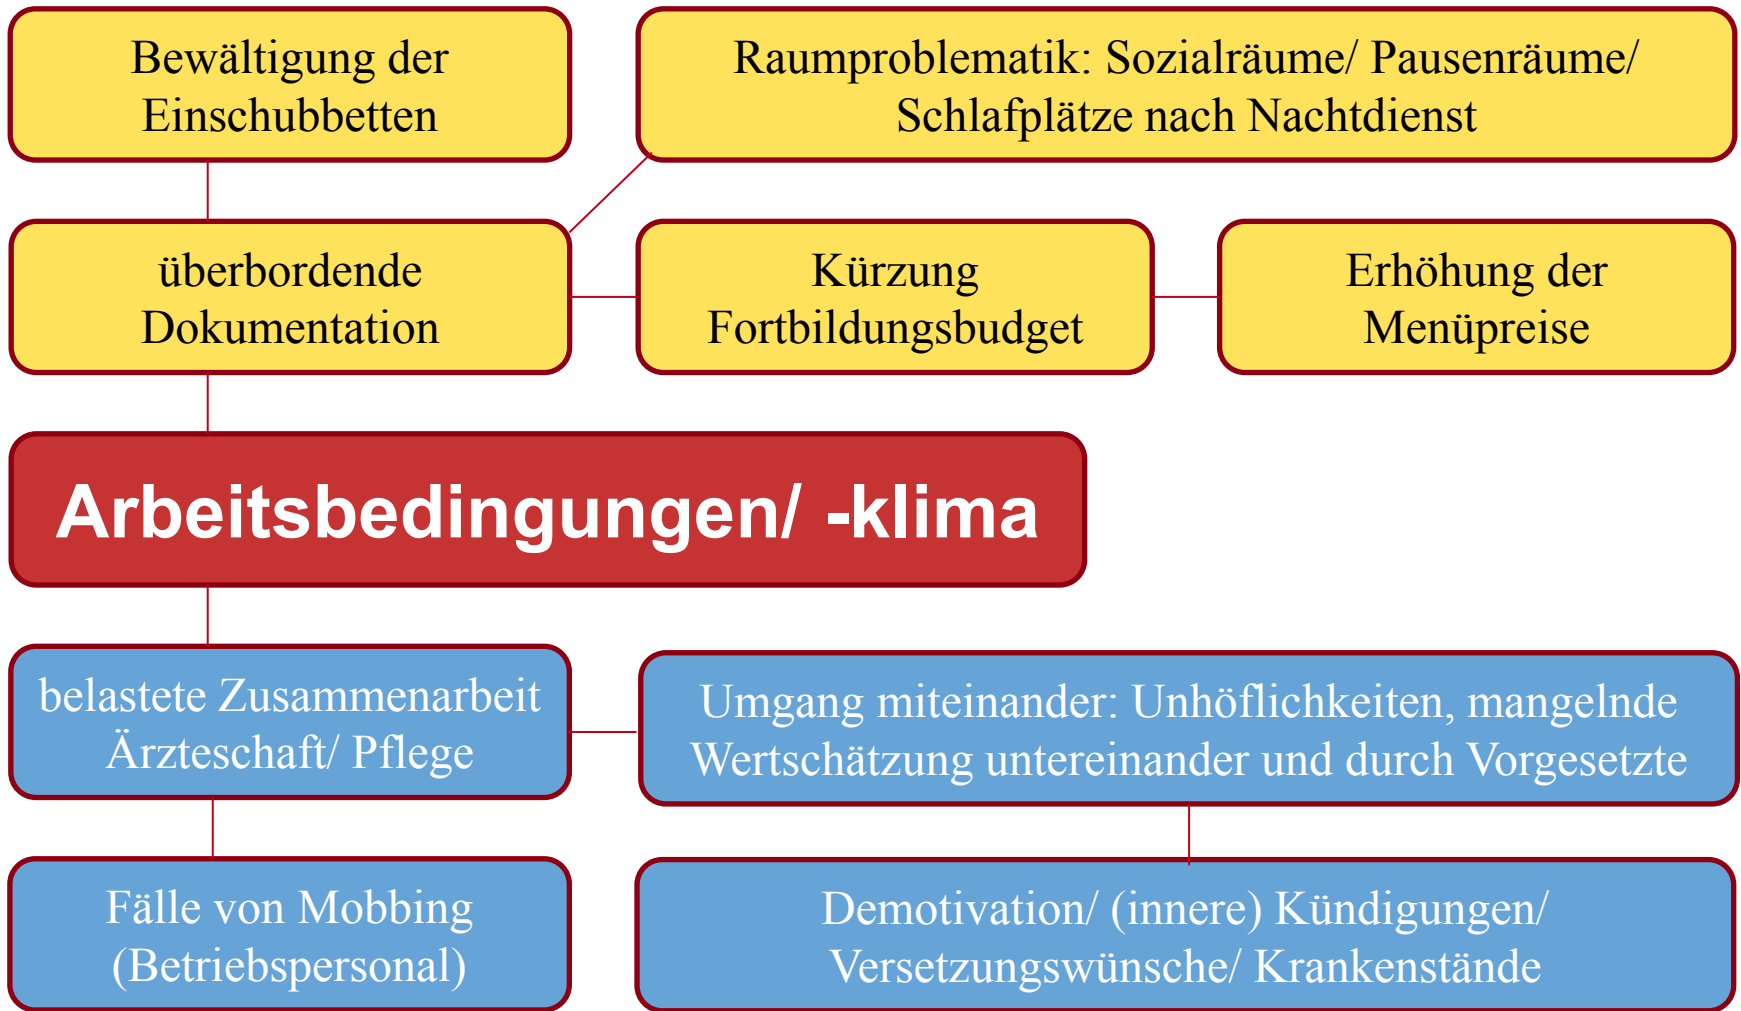 Bewältigung der
Einschubbetten
Raumproblematik: Sozialräume/ Pausenräume/
Schlafplätze nach Nachtdienst
überbordende
Dokumentation
Kürzung
Fortbildungsbudget
Erhöhung der
Menüpreise
Arbeitsbedingungen/ -klima
belastete Zusammenarbeit
Ärzteschaft/ Pflege
Umgang miteinander: Unhöflichkeiten, mangelnde
Wertschätzung untereinander und durch Vorgesetzte
Fälle von Mobbing
(Betriebspersonal)
Demotivation/ (innere) Kündigungen/
Versetzungswünsche/ Krankenstände